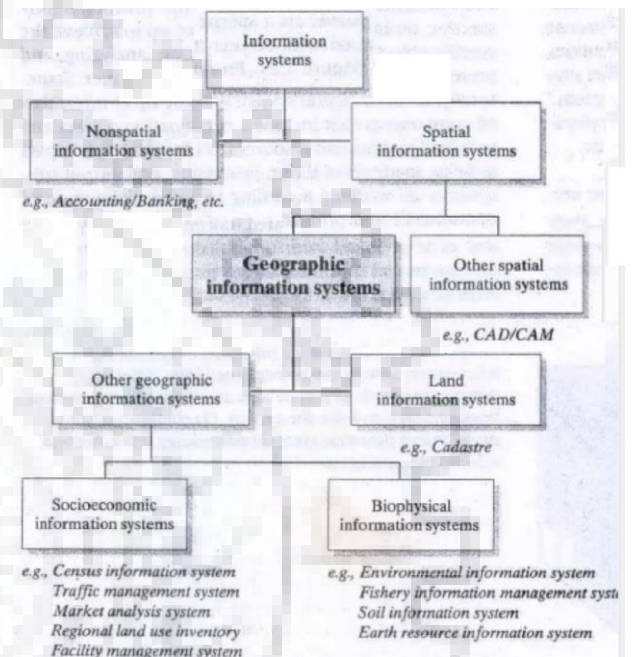 Information
systems
Nonspatial
information systems
Spatial
information systems
e.g., Accounting/Banking, etc.
Geographic
information systems
Other spatial
information systems
e.g., CAD/CAM
Other geographic
information systems
Land
information systems
e.g., Cadastre
Socioeconomic
information systems
Biophysical
information systems
e.g., Census information system
Traffic management system
Market analysis system
Regional land use inventory
Facility management system
e.g., Environmental information system
Fishery information management syst
Soil information system
Earth resource information system